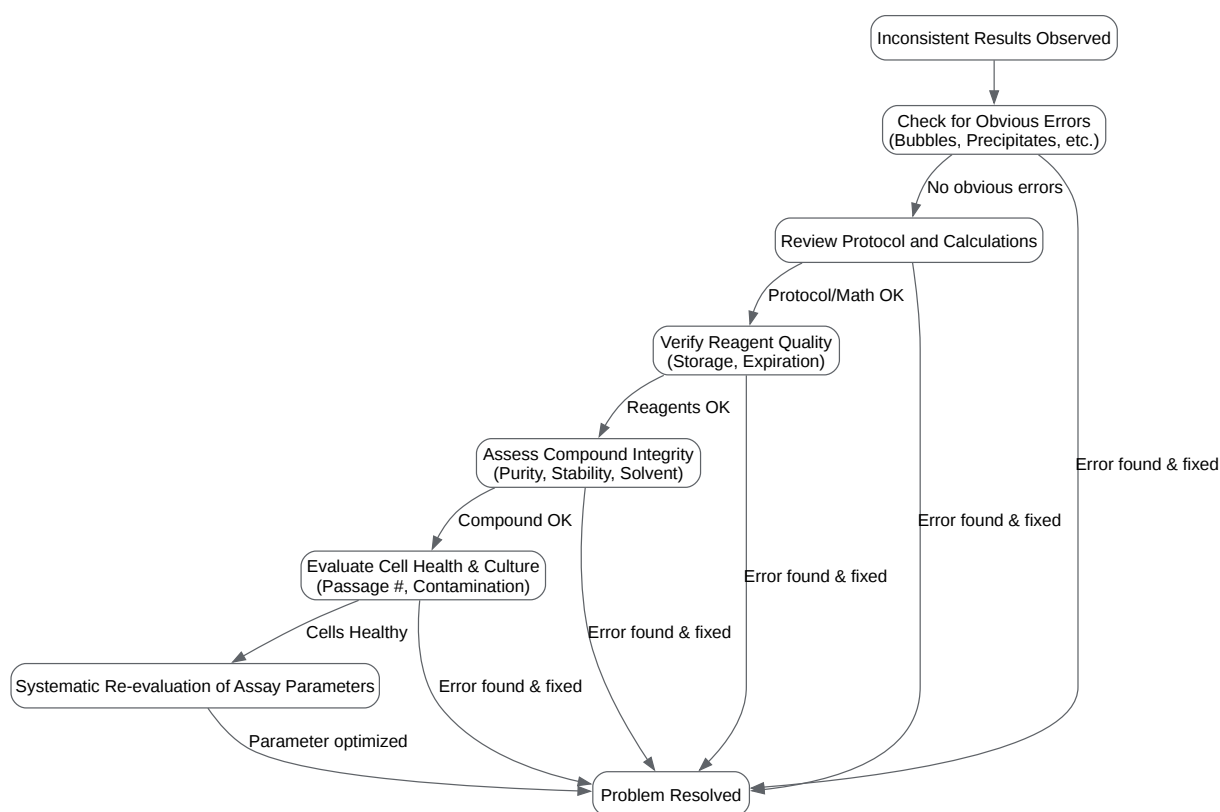 Inconsistent Results Observed
Check for Obvious Errors
(Bubbles, Precipitates, etc.)
No obvious errors
Review Protocol and Calculations
Protocol/Math OK
Verify Reagent Quality
(Storage, Expiration)
Reagents OK
Assess Compound Integrity
(Purity, Stability, Solvent)
Error found & fixed
Compound OK
Error found & fixed
Evaluate Cell Health & Culture
(Passage #, Contamination)
Error found & fixed
Cells Healthy
Error found & fixed
Systematic Re-evaluation of Assay Parameters
Error found & fixed
Parameter optimized
Problem Resolved